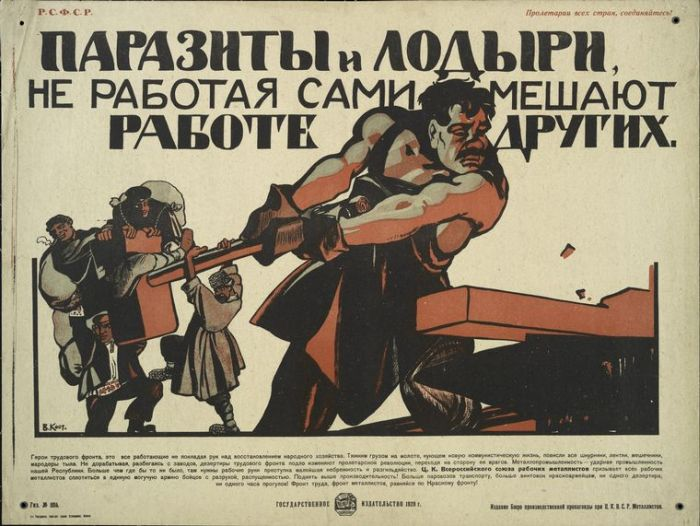 Р.С.Ф.С.Р.
Пролетарии всех стран, соединяйтесь!
ПАРАЗИТЫ и ЛОДЫРИ,
НЕ РАБОТАЯ САМИ МЕШАЮТ
РАБОТЕ ДРУГИХ.
Герои трудового фронта, это все работающие не покладая рук над восстановлением народного хозяйства. Тяжким грузом на молоте, кующем новую коммунистическую жизнь, повисли все шкурники, лентяи, мешечники,
мародеры тыла. Не дорабатывая, разбегаясь с заводов, дезертиры трудового фронта подло изменяют пролетарской революции, переходя на сторону ее врагов. Металлопромышленность—ударная промышленность
нашей Республики. Больше чем где бы то ни было, там нужны рабочие руки преступна малейшая небрежность и разгильдяйство. Ц. К. Всероссийского союза рабочих металлистов призывает всех рабочих
металлистов сплотиться в единую могучую армию бойцов с разрухой, распущенностью. Поднять выше производительность! Больше паровозов транспорту, больше винтовок красноармейцам, ни одного дезертира,
ни одного часа прогулов! Фронт труда, фронт металлистов, равняйся по Красному фронту!
Гиз. №
ГОСУДАРСТВЕННОЕ ИЗДАТЕЛЬСТВО 1920 г.
Издание Бюро производственной пропаганды при Ц. К. В. С. Р. Металлистов.